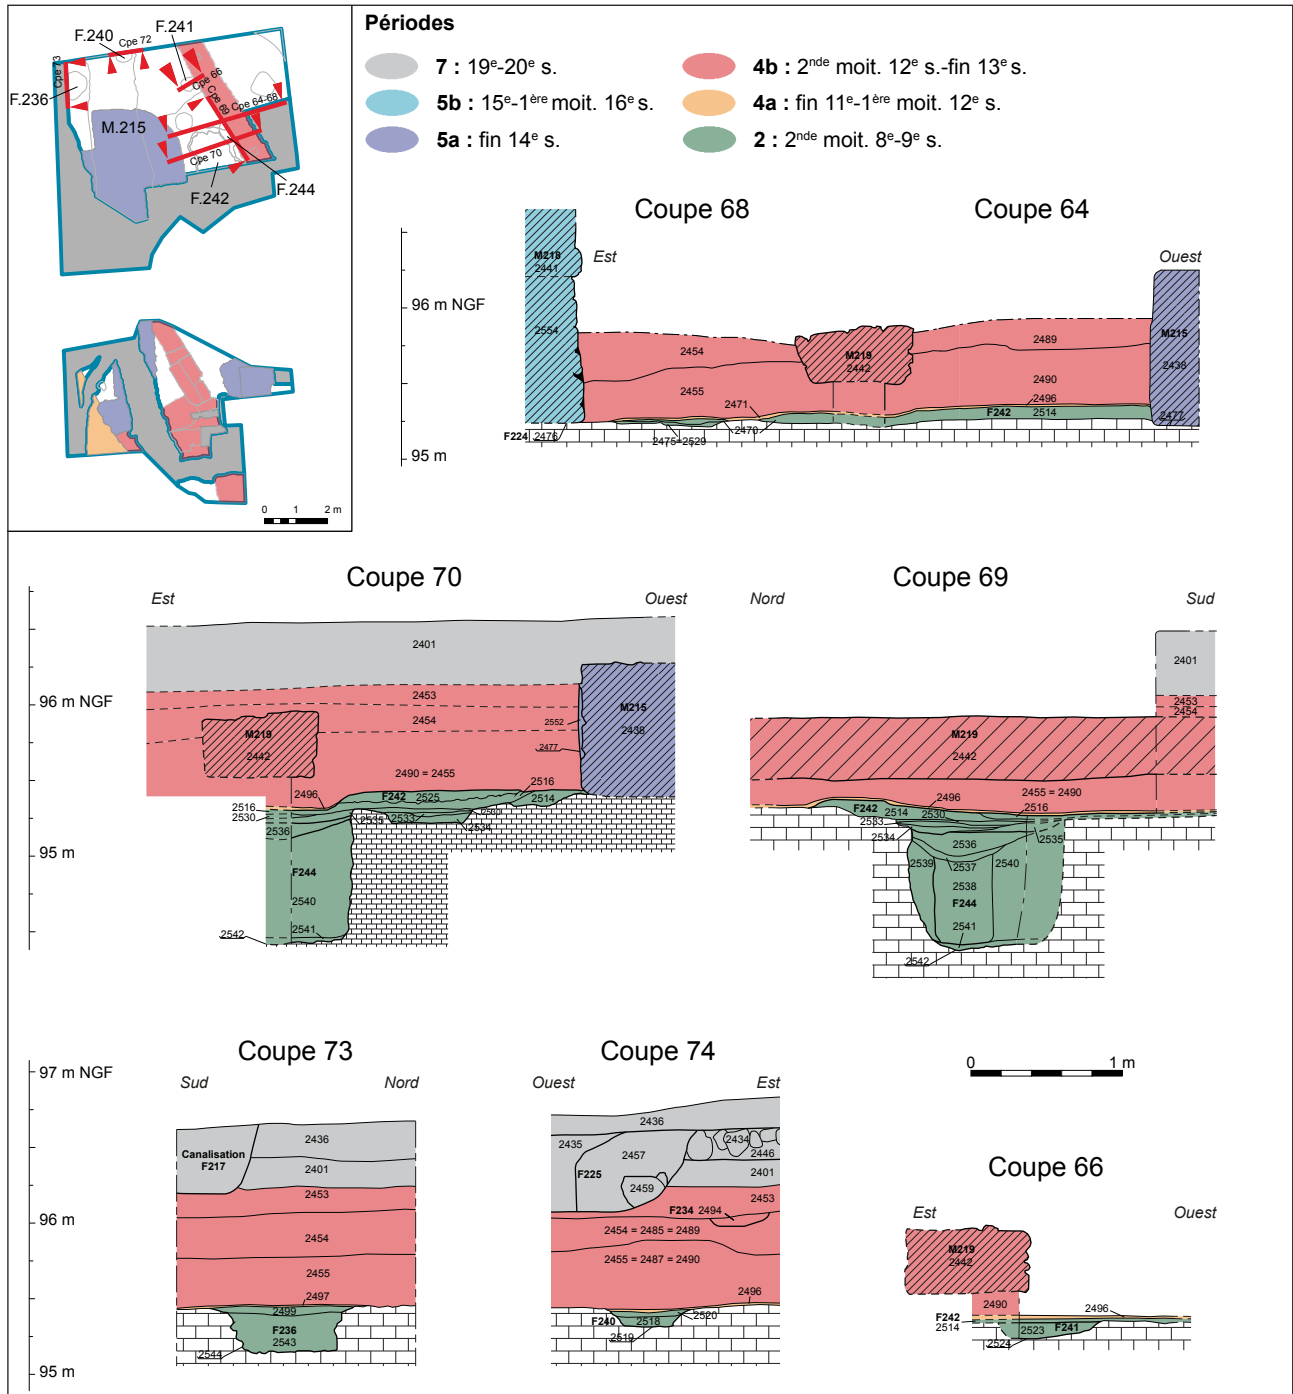 F.241
F.240
Cpe 72
Cpe 73
Cpe 66
F.236
Cpe 69
Cpe 64-68
M.215
Cpe 70
F.244
F.242
0 1 2 m
Périodes
7 : 19e-20e s.
4b : 2nde moit. 12e s.-fin 13e s.
5b : 15e-1ère moit. 16e s.
4a : fin 11e-1ère moit. 12e s.
5a : fin 14e s.
2 : 2nde moit. 8e-9e s.
Coupe 68
Coupe 64
Est
Ouest
M218
2441
96 m NGF
2554
2454
M219
2442
2489
M215
2455
2490
2438
2471
2496
F242
2514
2477
F224
2476
2475=2529
2470
95 m
Coupe 70
Est
Ouest
2401
96 m NGF
2453
2454
2552
M215
2438
M219
2442
2477
2490 = 2455
2516
2496
F242
2525
2514
2516
2530
2535
2533
2534
2536
95 m
F244
2540
2541
2542
Coupe 69
Nord
Sud
2401
2453
2454
M219
2442
2455 = 2490
2496
F242
2514
2530
2516
2533
2534
2536
2535
2539
2537
2540
2538
F244
2541
2542
Coupe 73
97 m NGF
Sud
Nord
2436
Canalisation
F217
2401
2453
96 m
2454
2455
2497
2499
F236
2543
2544
95 m
Coupe 74
Ouest
Est
2436
2435
2434
2457
2446
F225
2401
2459
2453
F234
2494
2454 = 2485 = 2489
2455 = 2487 = 2490
2496
F240
2518
2520
2519
0 1 m
Coupe 66
Est
Ouest
M219
2442
2490
2496
F242
2514
2523
F241
2524